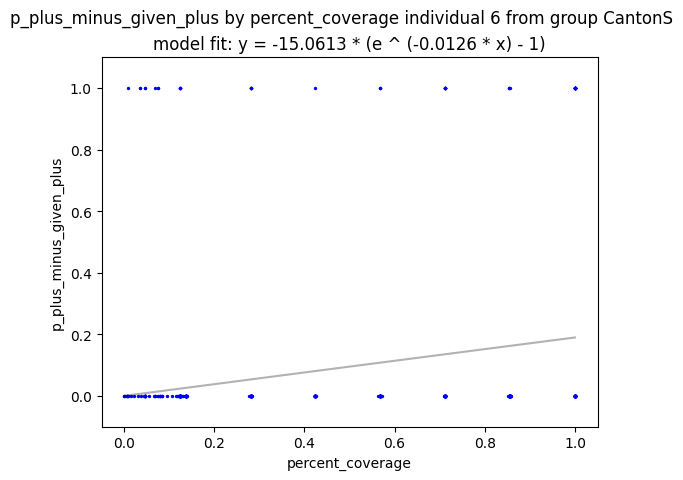 p_plus_minus_given_plus by percent_coverage individual 6 from group CantonS
model fit: y = -15.0613 * (e ^ (-0.0126 * x) - 1)
1.0
0.8
0.6
0.4
0.2
0.0
p_plus_minus_given_plus
0.0 0.2 0.4 0.6 0.8 1.0
percent_coverage